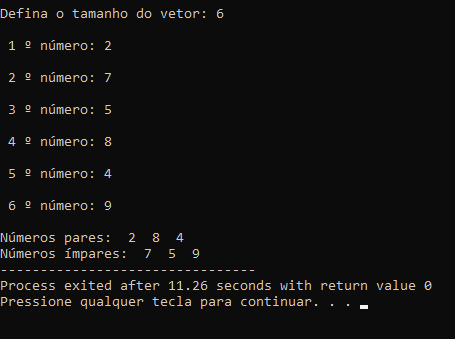 Defina o tamanho do vetor: 6
1 º número: 2
2 º número: 7
3 º número: 5
4 º número: 8
5 º número: 4
6 º número: 9
Números pares:  2  8  4
Números ímpares:  7  5  9
--------------------------------
Process exited after 11.26 seconds with return value 0
Pressione qualquer tecla para continuar. . .